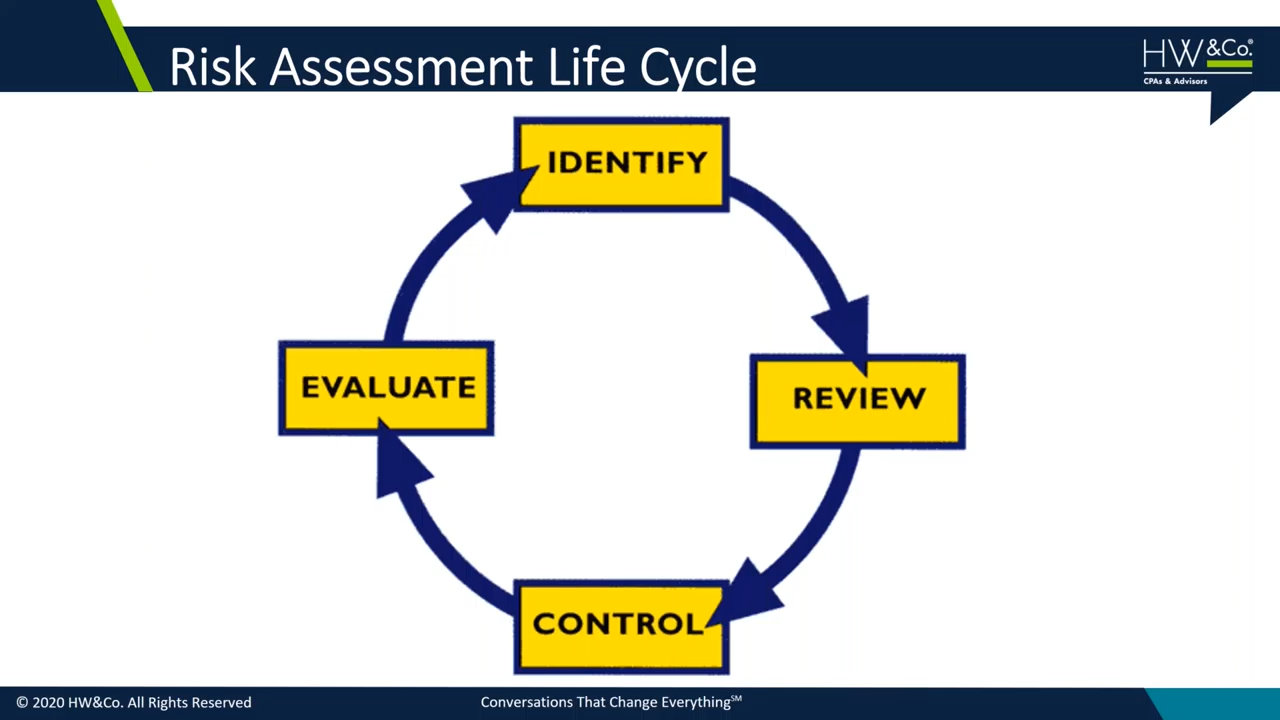 Risk Assessment Life Cycle
HW&Co.®
CPAs & Advisors
IDENTIFY
EVALUATE
REVIEW
CONTROL
© 2020 HW&Co. All Rights Reserved
Conversations That Change Everything℠